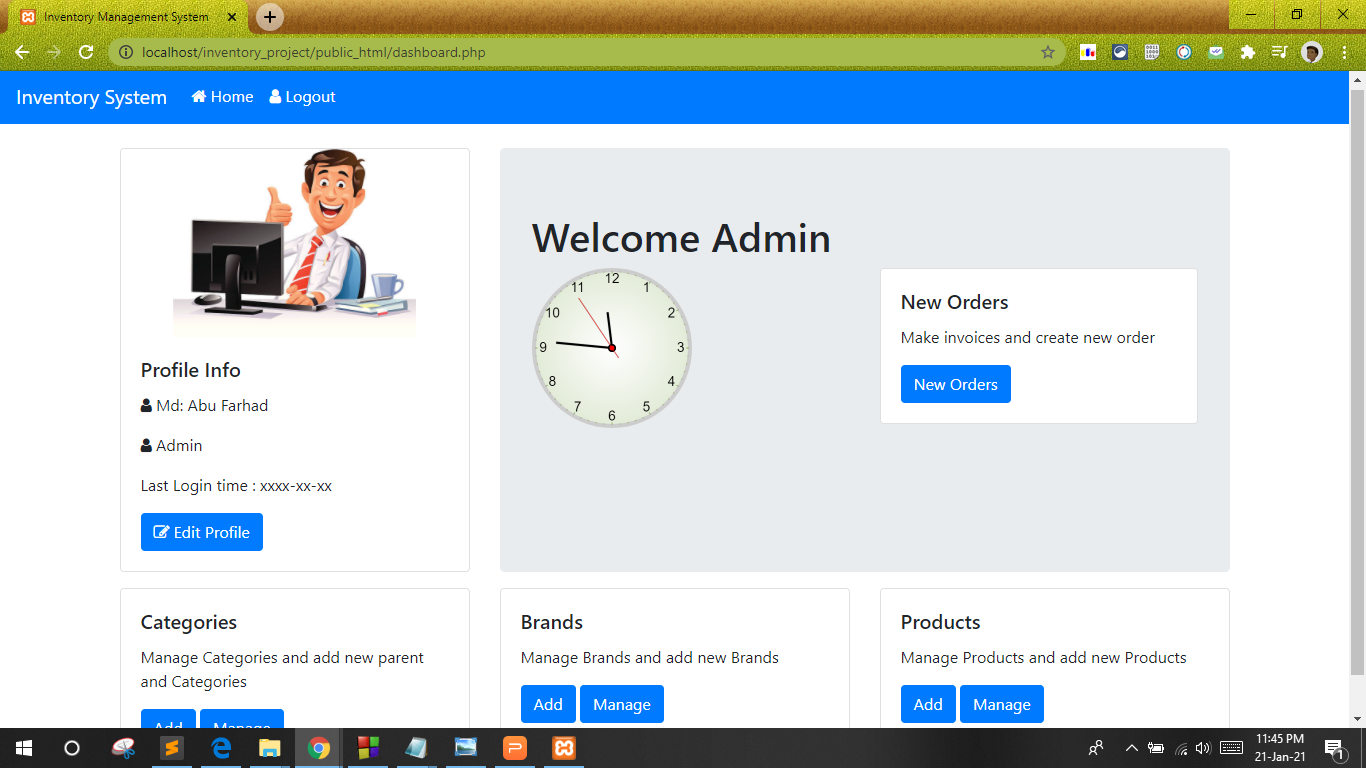 Inventory Management System
localhost/inventory_project/public_html/dashboard.php
Inventory System Home Logout
Profile Info
Md: Abu Farhad
Admin
Last Login time : xxxx-xx-xx
Edit Profile
Welcome Admin
12
1
2
3
4
5
6
7
8
9
10
11
New Orders
Make invoices and create new order
New Orders
Categories
Manage Categories and add new parent
and Categories
Add Manage
Brands
Manage Brands and add new Brands
Add Manage
Products
Manage Products and add new Products
Add Manage
11:45 PM
21-Jan-21
1